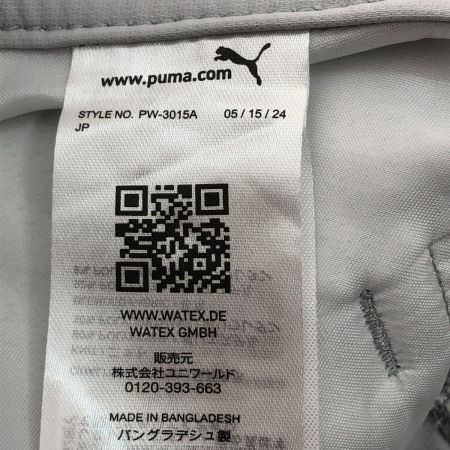 www.puma.com
STYLE NO. PW-3015A 05 / 15 / 24
JP
WWW.WATEX.DE
WATEX GMBH
販売元
株式会社ユニワールド
0120-393-663
MADE IN BANGLADESH
バングラデシュ製